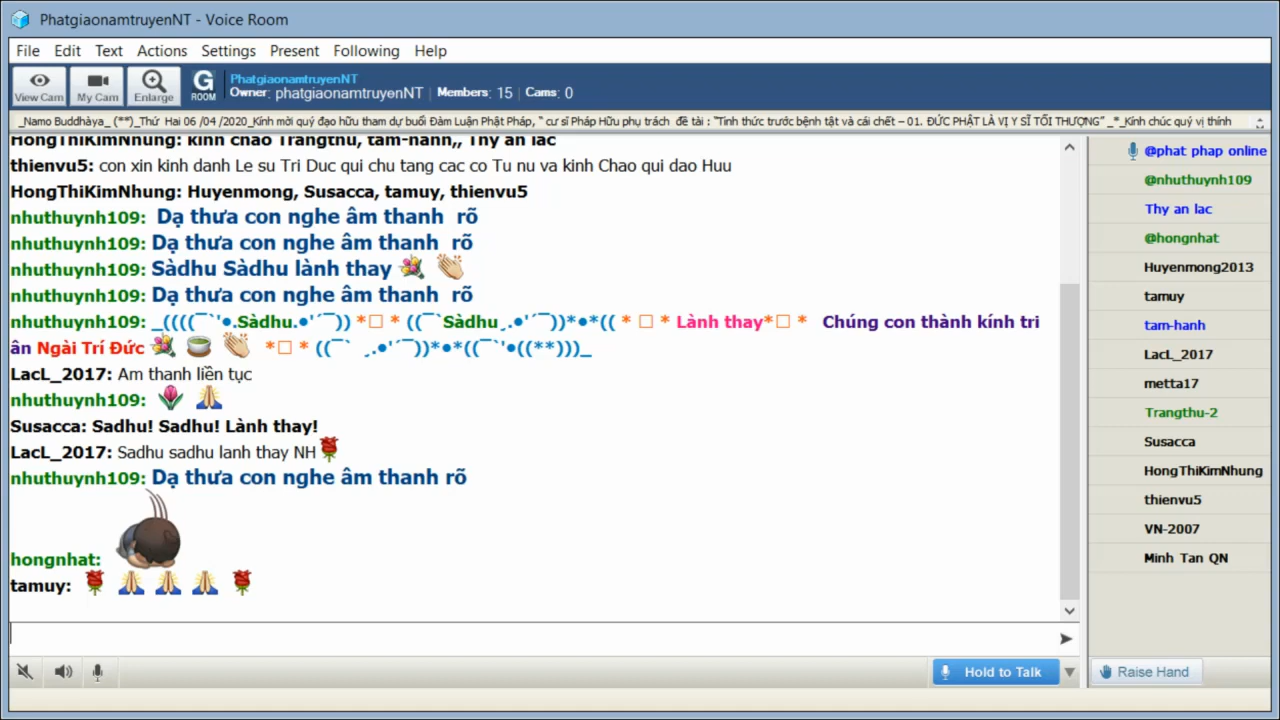 PhatgiaonamtruyenNT - Voice Room
File Edit Text Actions Settings Present Following Help
View Cam My Cam Enlarge G ROOM PhatgiaonamtruyenNT
Owner: phatgiaonamtruyenNT | Members: 15 | Cams: 0
_Namo Buddhàya_ (**)_Thứ Hai 06 /04 /2020_Kính mời quý đạo hữu tham dự buổi Đàm Luận Phật Pháp, " cư sĩ Pháp Hữu phụ trách đề tài : "Tỉnh thức trước bệnh tật và cái chết – 01. ĐỨC PHẬT LÀ VỊ Y SĨ TỐI THƯỢNG" _*_Kính chúc quý vị thính
HongThiKimNhung: kinh chao Trangthu, tam-hanh,, Thy an lac
thienvu5: con xin kinh danh Le su Tri Duc qui chu tang cac co Tu nu va kinh Chao qui dao Huu
HongThiKimNhung: Huyenmong, Susacca, tamuy, thienvu5
nhuthuynh109: Dạ thưa con nghe âm thanh rõ
nhuthuynh109: Dạ thưa con nghe âm thanh rõ
nhuthuynh109: Sàdhu Sàdhu lành thay 💐 👏
nhuthuynh109: Dạ thưa con nghe âm thanh rõ
nhuthuynh109: _((((¯`'•.Sàdhu.•'´¯)) *□ * ((¯`Sàdhu¸.•'´¯))*•*(( * □ * Lành thay*□ * Chúng con thành kính tri
ân Ngài Trí Đức 💐 🍵 👏 *□ * ((¯` ¸.•'´¯))*•*((¯`'•((**)))_
LacL_2017: Am thanh liền tục
nhuthuynh109: 🌷 🙏
Susacca: Sadhu! Sadhu! Lành thay!
LacL_2017: Sadhu sadhu lanh thay NH🌹
nhuthuynh109: Dạ thưa con nghe âm thanh rõ
hongnhat:
tamuy: 🌹 🙏 🙏 🙏 🌹
Hold to Talk
@phat phap online
@nhuthuynh109
Thy an lac
@hongnhat
Huyenmong2013
tamuy
tam-hanh
LacL_2017
metta17
Trangthu-2
Susacca
HongThiKimNhung
thienvu5
VN-2007
Minh Tan QN
Raise Hand